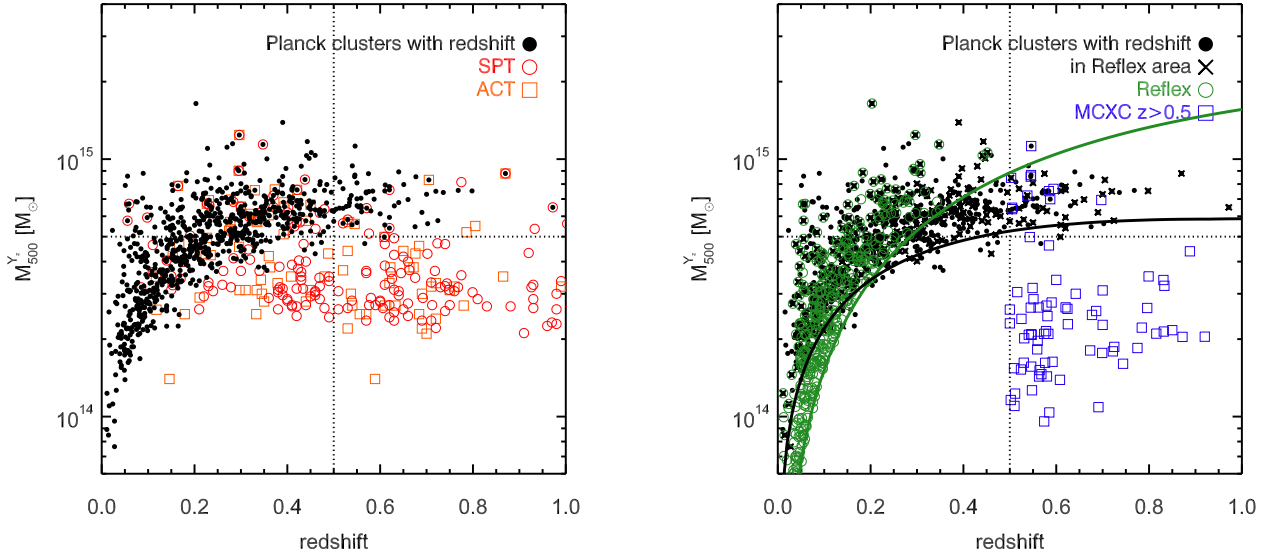 Planck clusters with redshift
SPT
ACT
10^15
10^14
M_500^Y_z [M_⊙]
0.0 0.2 0.4 0.6 0.8 1.0
redshift
Planck clusters with redshift
in Reflex area
Reflex
MCXC z>0.5
10^15
10^14
M_500^Y_z [M_⊙]
0.0 0.2 0.4 0.6 0.8 1.0
redshift